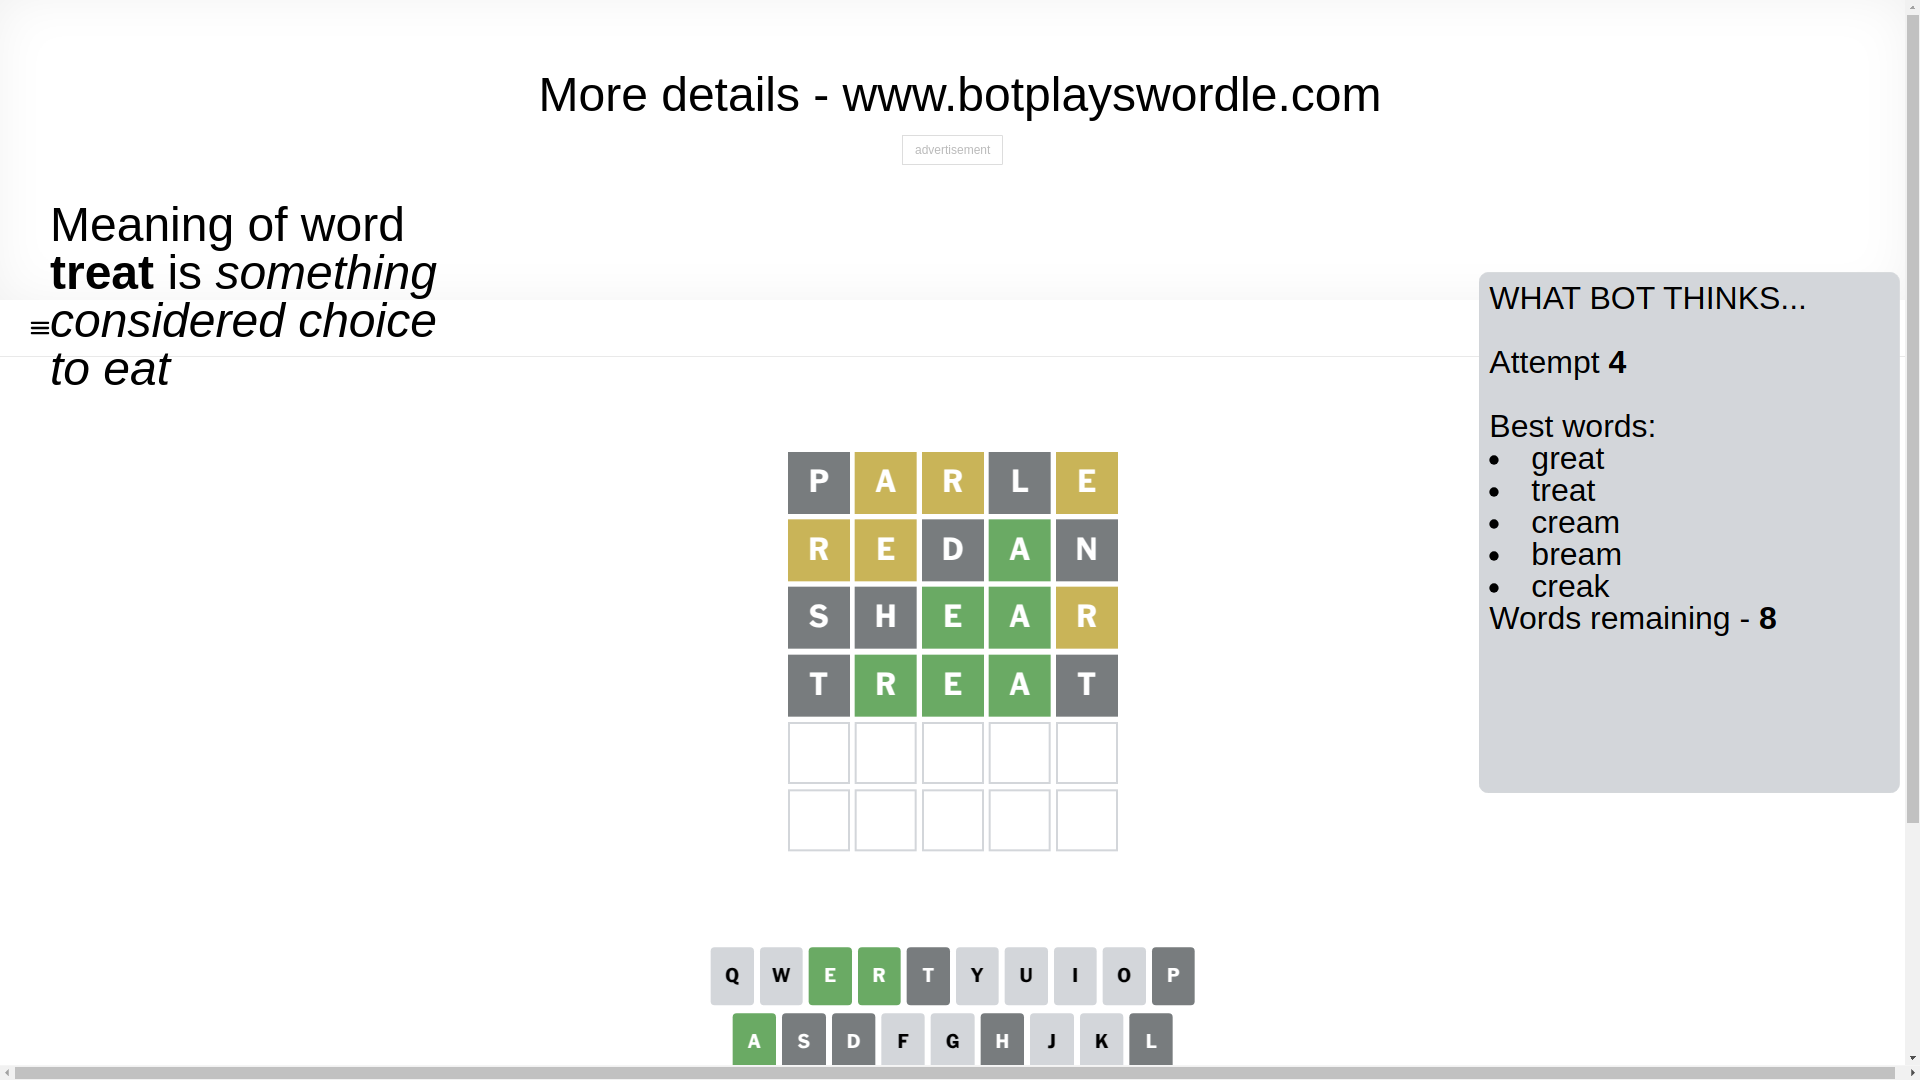 More details - www.botplayswordle.com
advertisement
Meaning of word
treat is something
considered choice
to eat
WHAT BOT THINKS...
Attempt 4
Best words:
great
treat
cream
bream
creak
Words remaining - 8
P A R L E
R E D A N
S H E A R
T R E A T
Q W E R T Y U I O P
A S D F G H J K L